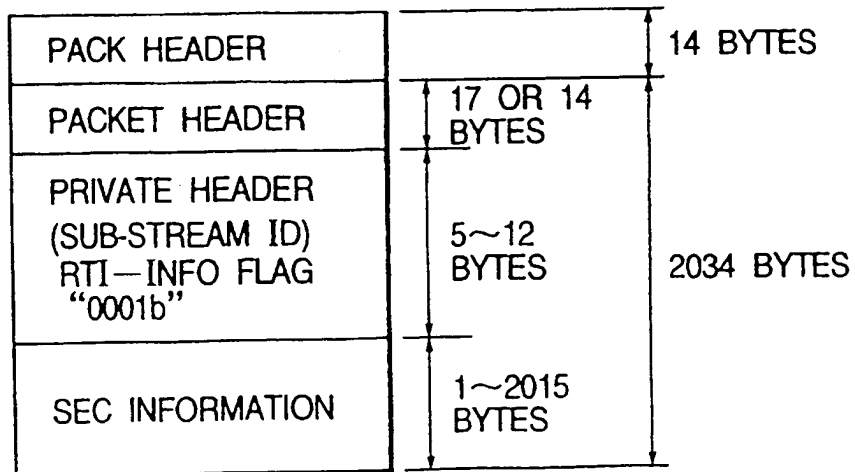 PACK HEADER
14 BYTES
PACKET HEADER
17 OR 14
BYTES
PRIVATE HEADER
(SUB-STREAM ID)
RTI—INFO FLAG
“0001b”
5~12
BYTES
2034 BYTES
SEC INFORMATION
1~2015
BYTES